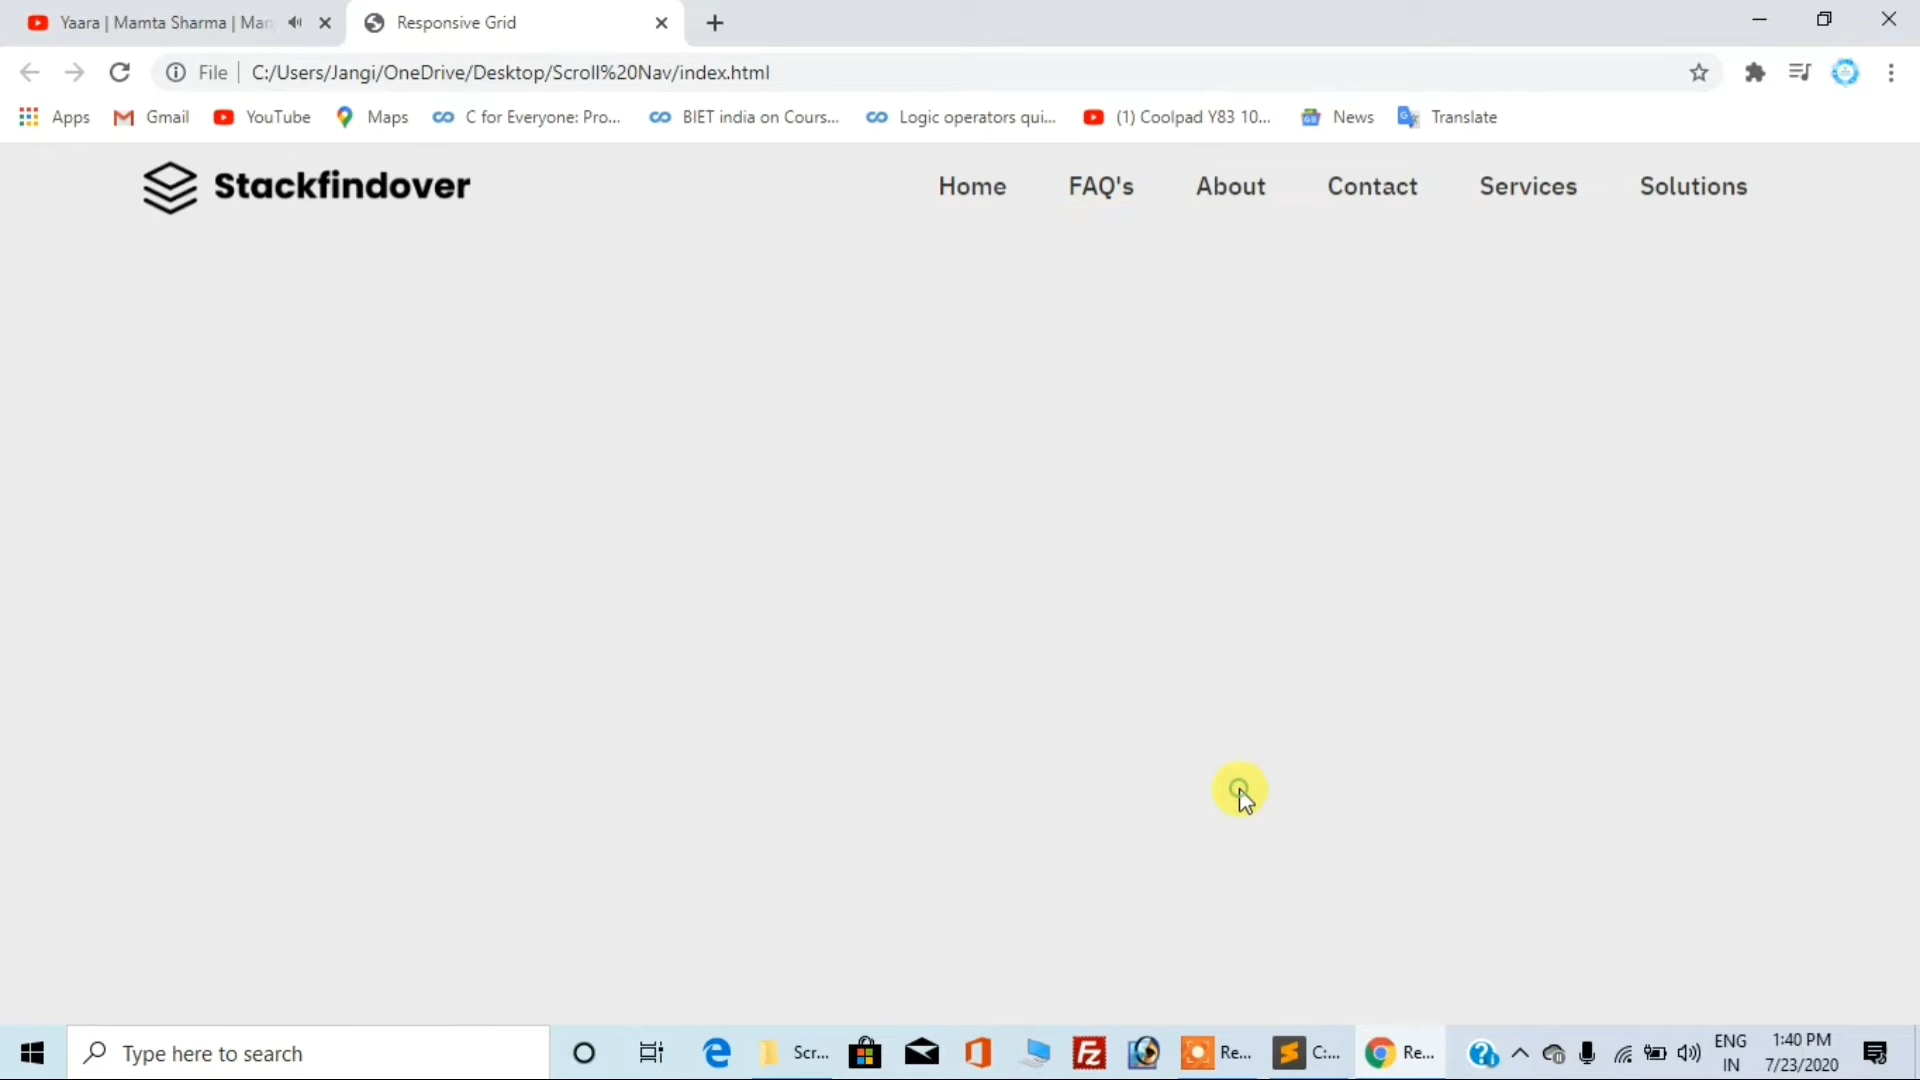 Yaara | Mamta Sharma | Man
Responsive Grid
File
C:/Users/Jangi/OneDrive/Desktop/Scroll%20Nav/index.html
Apps
Gmail
YouTube
Maps
C for Everyone: Pro...
BIET india on Cours...
Logic operators qui...
(1) Coolpad Y83 10...
News
Translate
Stackfindover
Home
FAQ's
About
Contact
Services
Solutions
Type here to search
Scr...
Re...
C:...
Re...
ENG
IN
1:40 PM
7/23/2020